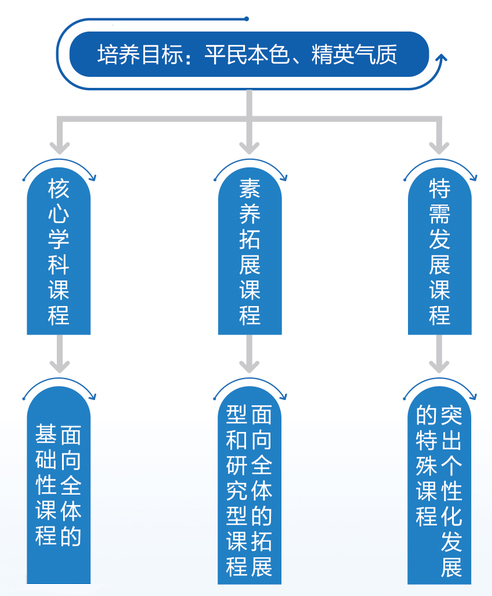 培养目标：平民本色、精英气质
核心学科课程
素养拓展课程
特需发展课程
面向全体的
基础性课程
面向全体的拓展
型和研究型课程
突出个性化发展
的特殊课程